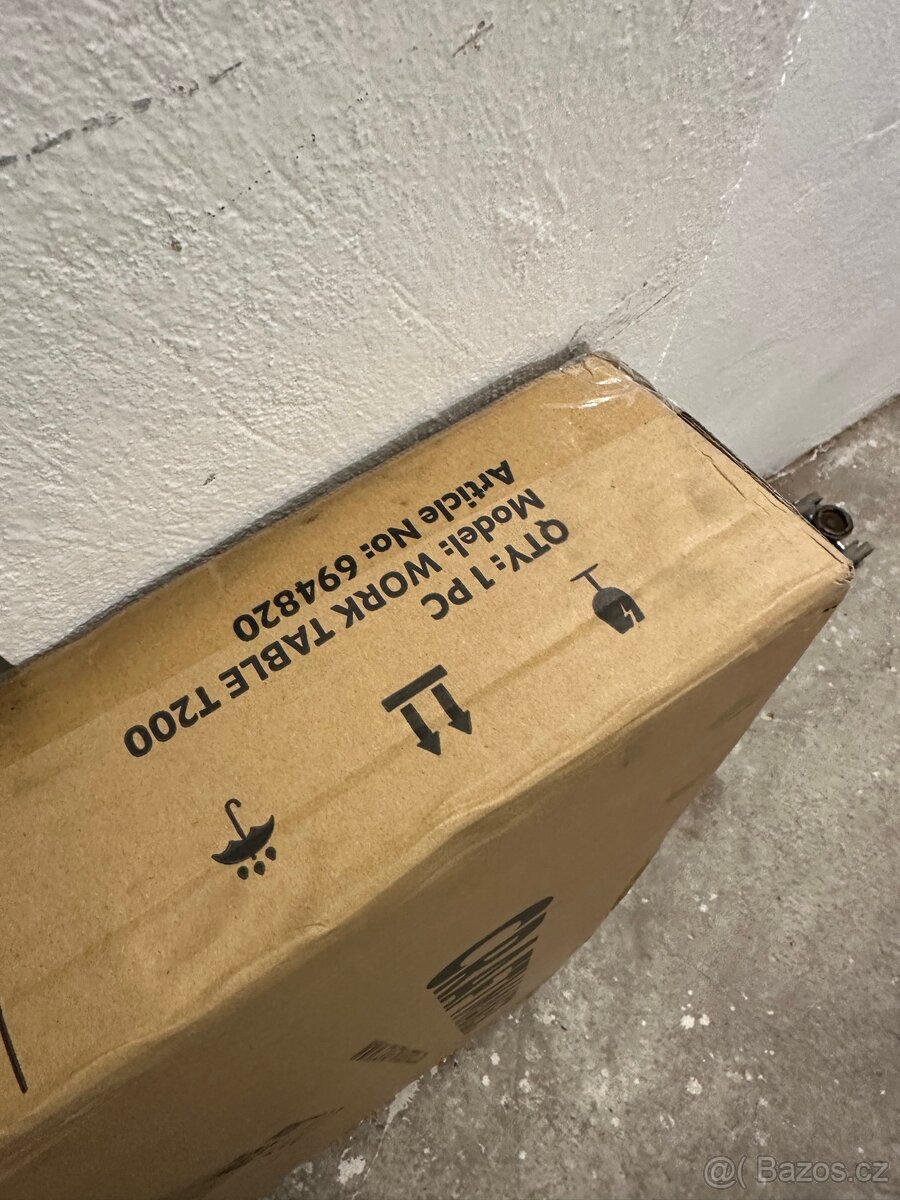 QTY: 1 PC
Model: WORK TABLE T200
Article No: 694820
@( Bazos.cz